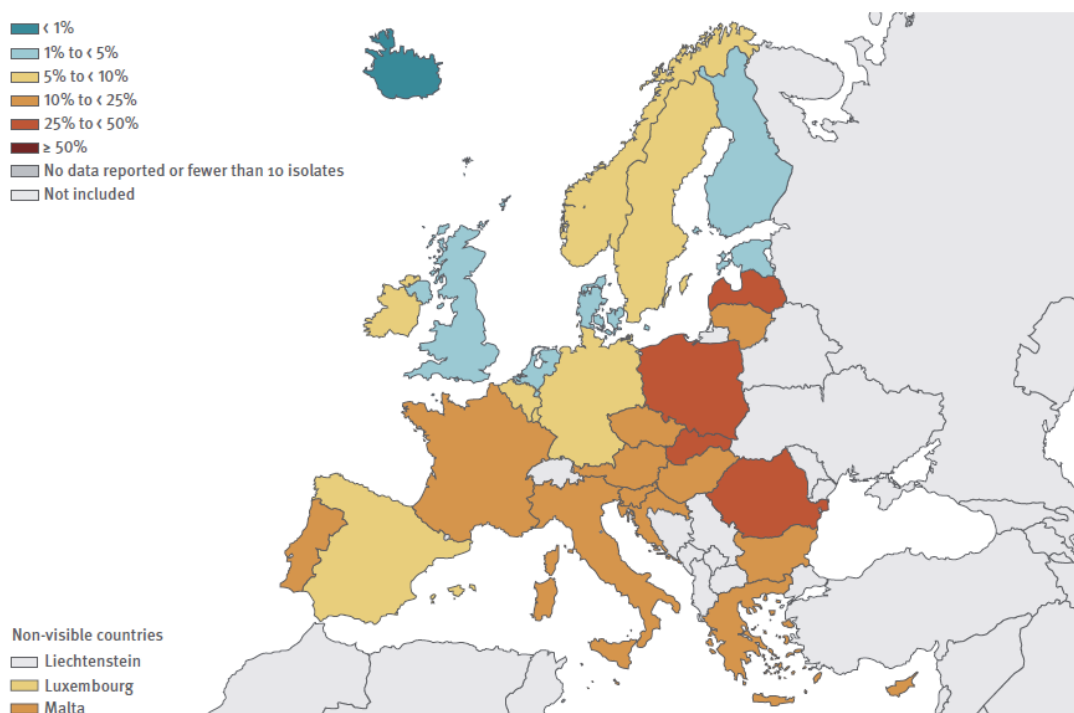 < 1%
1% to < 5%
5% to < 10%
10% to < 25%
25% to < 50%
≥ 50%
No data reported or fewer than 10 isolates
Not included
Non-visible countries
Liechtenstein
Luxembourg
Malta